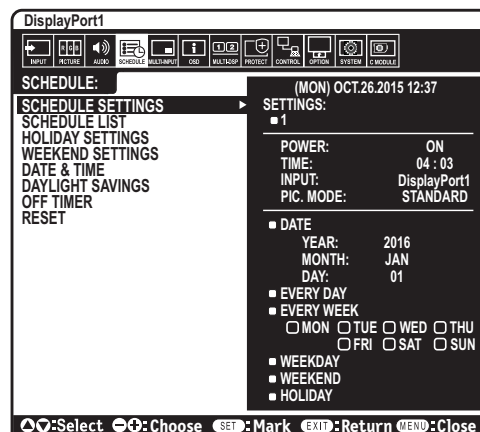 DisplayPort1
INPUT PICTURE AUDIO SCHEDULE MULTI-INPUT OSD MULTI-DSP PROTECT CONTROL OPTION SYSTEM C MODULE
SCHEDULE:
SCHEDULE SETTINGS
SCHEDULE LIST
HOLIDAY SETTINGS
WEEKEND SETTINGS
DATE & TIME
DAYLIGHT SAVINGS
OFF TIMER
RESET
(MON) OCT.26.2015 12:37
SETTINGS:
1
POWER: ON
TIME: 04 : 03
INPUT: DisplayPort1
PIC. MODE: STANDARD
DATE
YEAR: 2016
MONTH: JAN
DAY: 01
EVERY DAY
EVERY WEEK
MON TUE WED THU
FRI SAT SUN
WEEKDAY
WEEKEND
HOLIDAY
:Select :Choose SET :Mark EXIT :Return MENU :Close